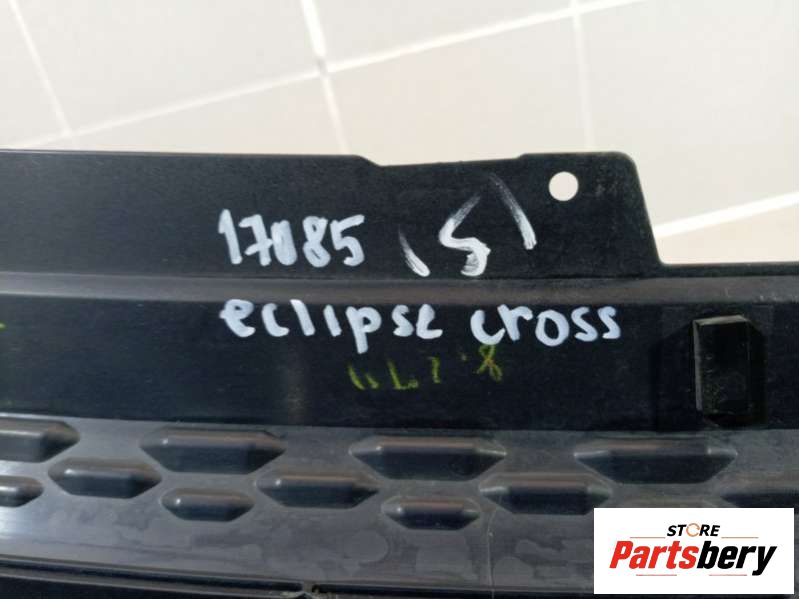 17085 (S)
eclipse cross
STORE
Partsbery